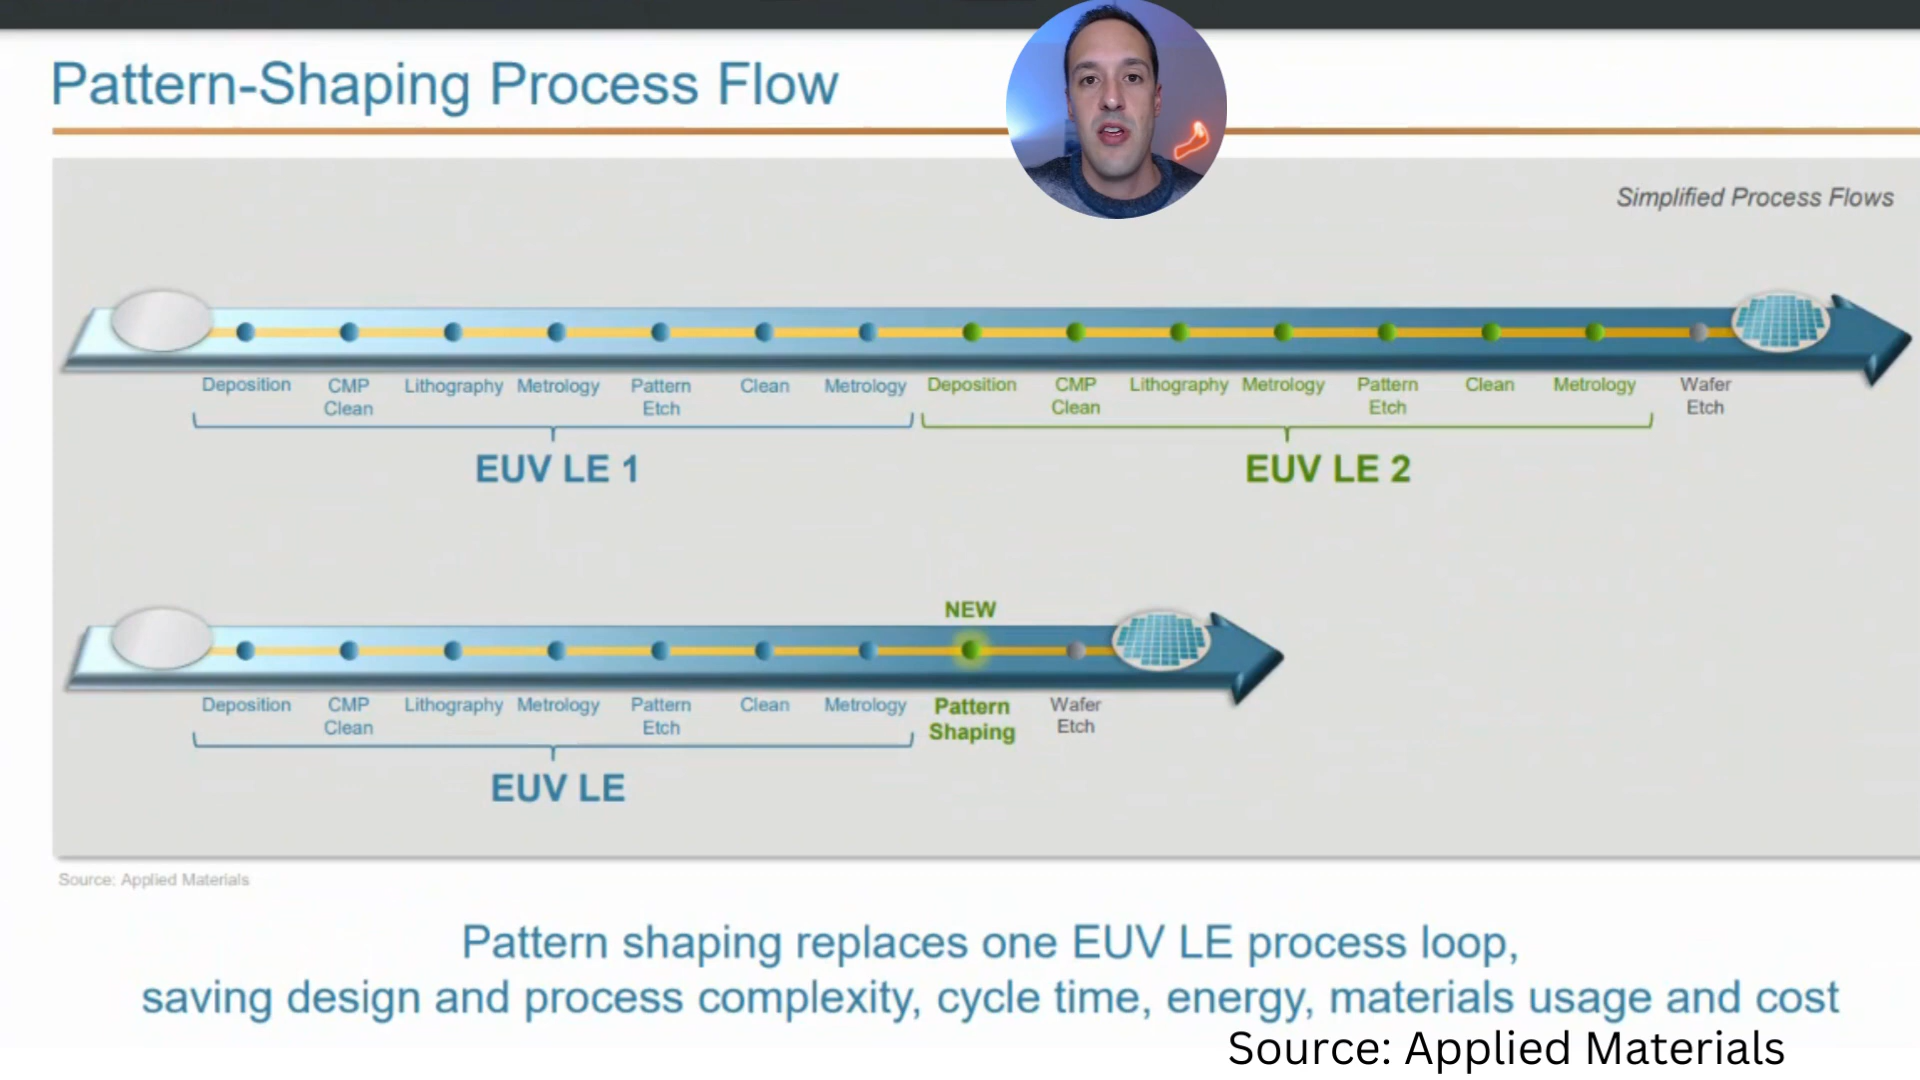 Pattern-Shaping Process Flow
Simplified Process Flows
Deposition CMP Lithography Metrology Pattern Clean Metrology Deposition CMP Lithography Metrology Pattern Clean Metrology Wafer
Clean Etch Clean Etch Etch
EUV LE 1 EUV LE 2
NEW
Deposition CMP Lithography Metrology Pattern Clean Metrology Pattern Wafer
Clean Etch Shaping Etch
EUV LE
Source: Applied Materials
Pattern shaping replaces one EUV LE process loop,
saving design and process complexity, cycle time, energy, materials usage and cost
Source: Applied Materials